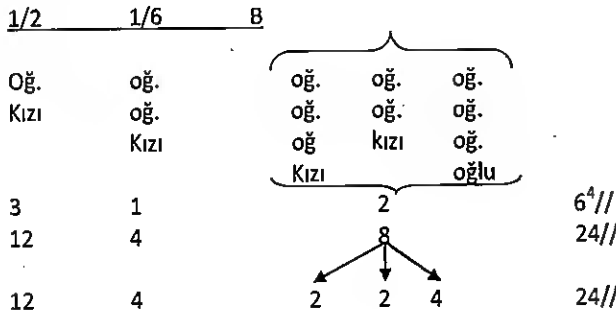 1/2 1/6 B
Oğ. oğ. oğ. oğ. oğ.
Kızı oğ. oğ. oğ. oğ.
Kızı oğ kızı oğ.
Kızı oğlu
3 1 2 6⁴//
12 4 8 24//
12 4 2 2 4 24//